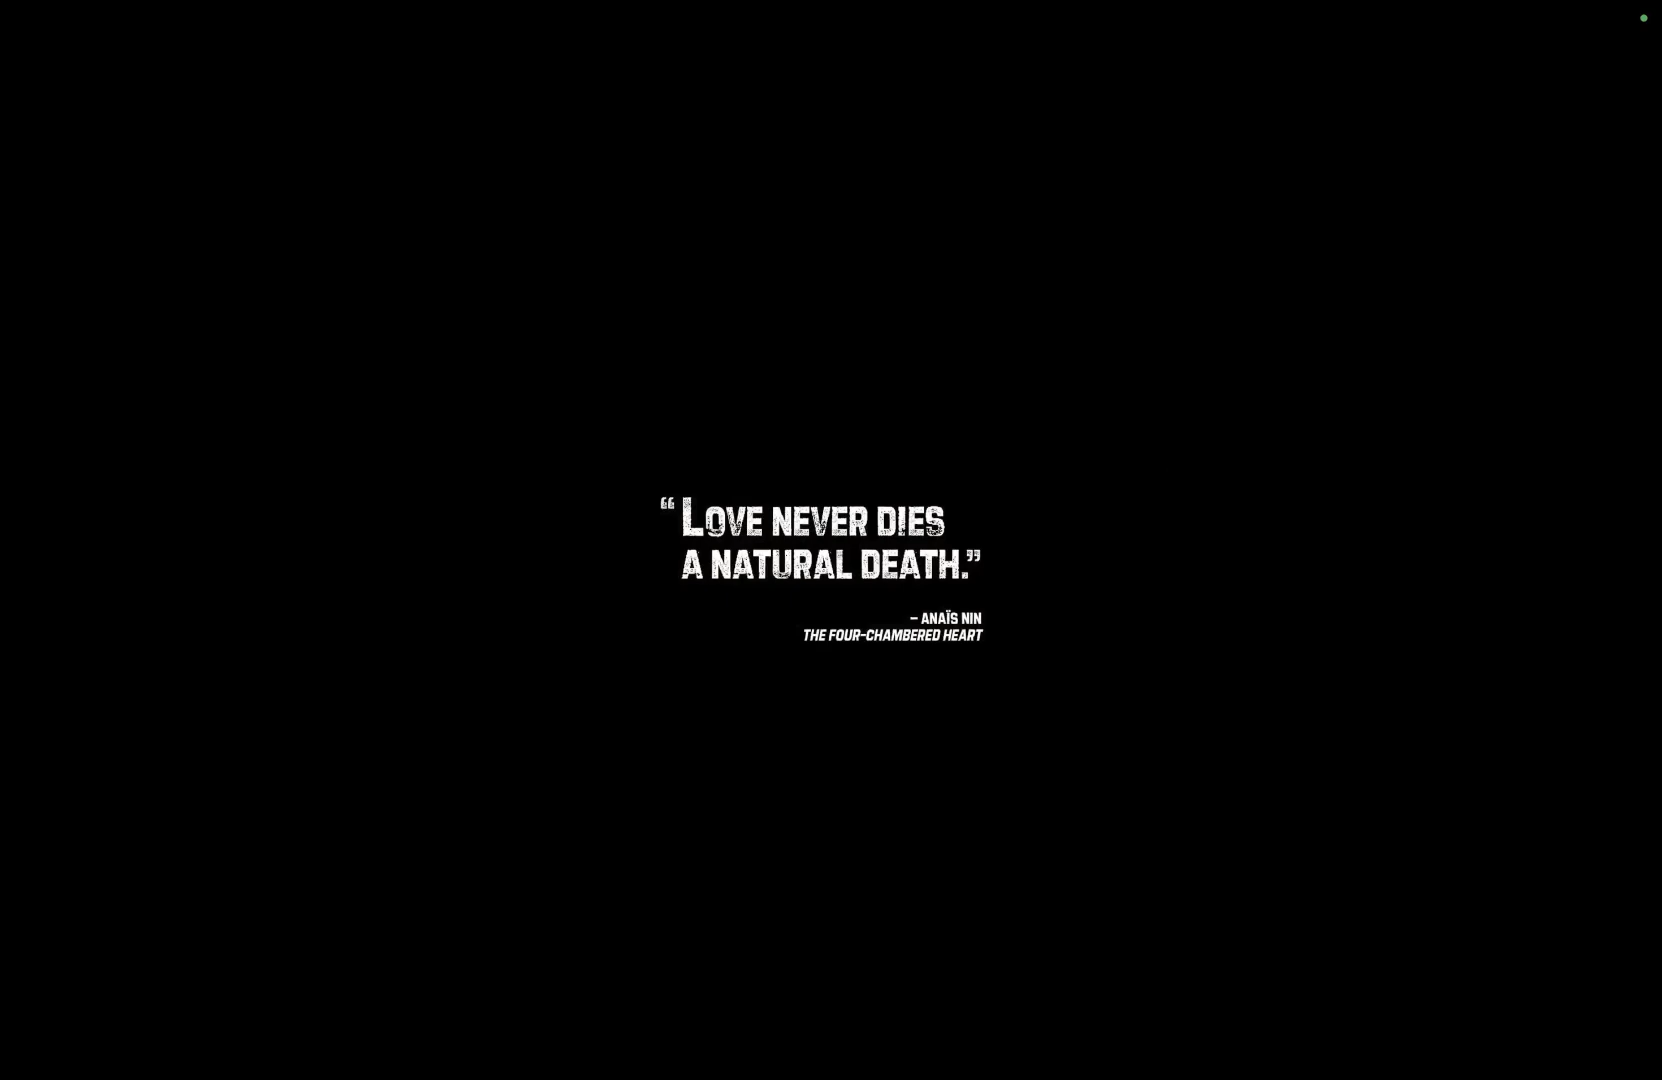 “Love never dies
a natural death.”
– Anaïs Nin
The Four-Chambered Heart